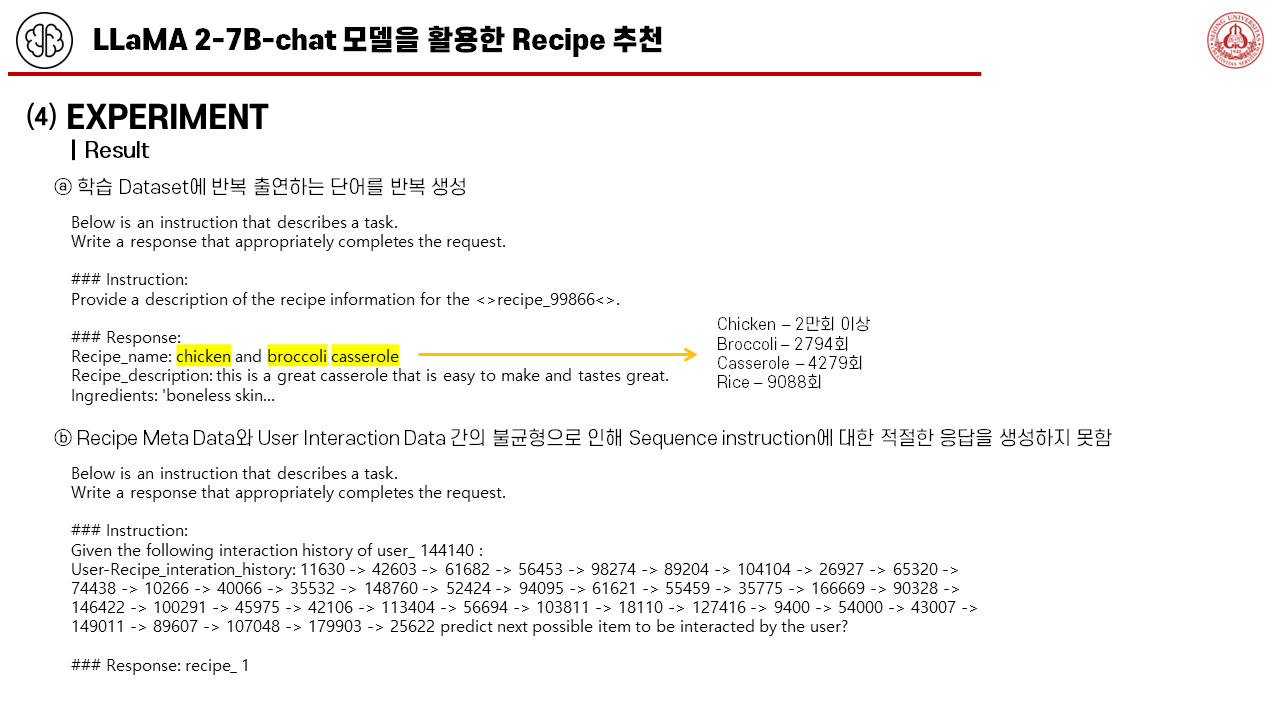 LLaMA 2-7B-chat 모델을 활용한 Recipe 추천
(4) EXPERIMENT
| Result
ⓐ 학습 Dataset에 반복 출연하는 단어를 반복 생성
Below is an instruction that describes a task.
Write a response that appropriately completes the request.
### Instruction:
Provide a description of the recipe information for the <>recipe_99866<>.
### Response:
Recipe_name: chicken and broccoli casserole
Recipe_description: this is a great casserole that is easy to make and tastes great.
Ingredients: 'boneless skin...
Chicken – 2만회 이상
Broccoli – 2794회
Casserole – 4279회
Rice – 9088회
ⓑ Recipe Meta Data와 User Interaction Data 간의 불균형으로 인해 Sequence instruction에 대한 적절한 응답을 생성하지 못함
Below is an instruction that describes a task.
Write a response that appropriately completes the request.
### Instruction:
Given the following interaction history of user_ 144140 :
User-Recipe_interation_history: 11630 -> 42603 -> 61682 -> 56453 -> 98274 -> 89204 -> 104104 -> 26927 -> 65320 ->
74438 -> 10266 -> 40066 -> 35532 -> 148760 -> 52424 -> 94095 -> 61621 -> 55459 -> 35775 -> 166669 -> 90328 ->
146422 -> 100291 -> 45975 -> 42106 -> 113404 -> 56694 -> 103811 -> 18110 -> 127416 -> 9400 -> 54000 -> 43007 ->
149011 -> 89607 -> 107048 -> 179903 -> 25622 predict next possible item to be interacted by the user?
### Response: recipe_ 1